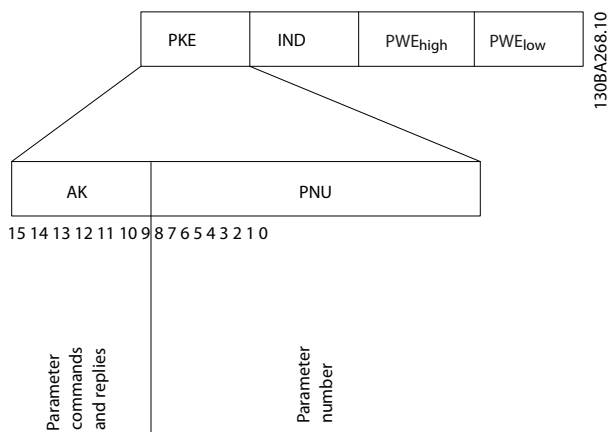 PKE IND PWEhigh PWElow
130BA268.10
AK PNU
15 14 13 12 11 10 9 8 7 6 5 4 3 2 1 0
Parameter
commands
and replies
Parameter
number